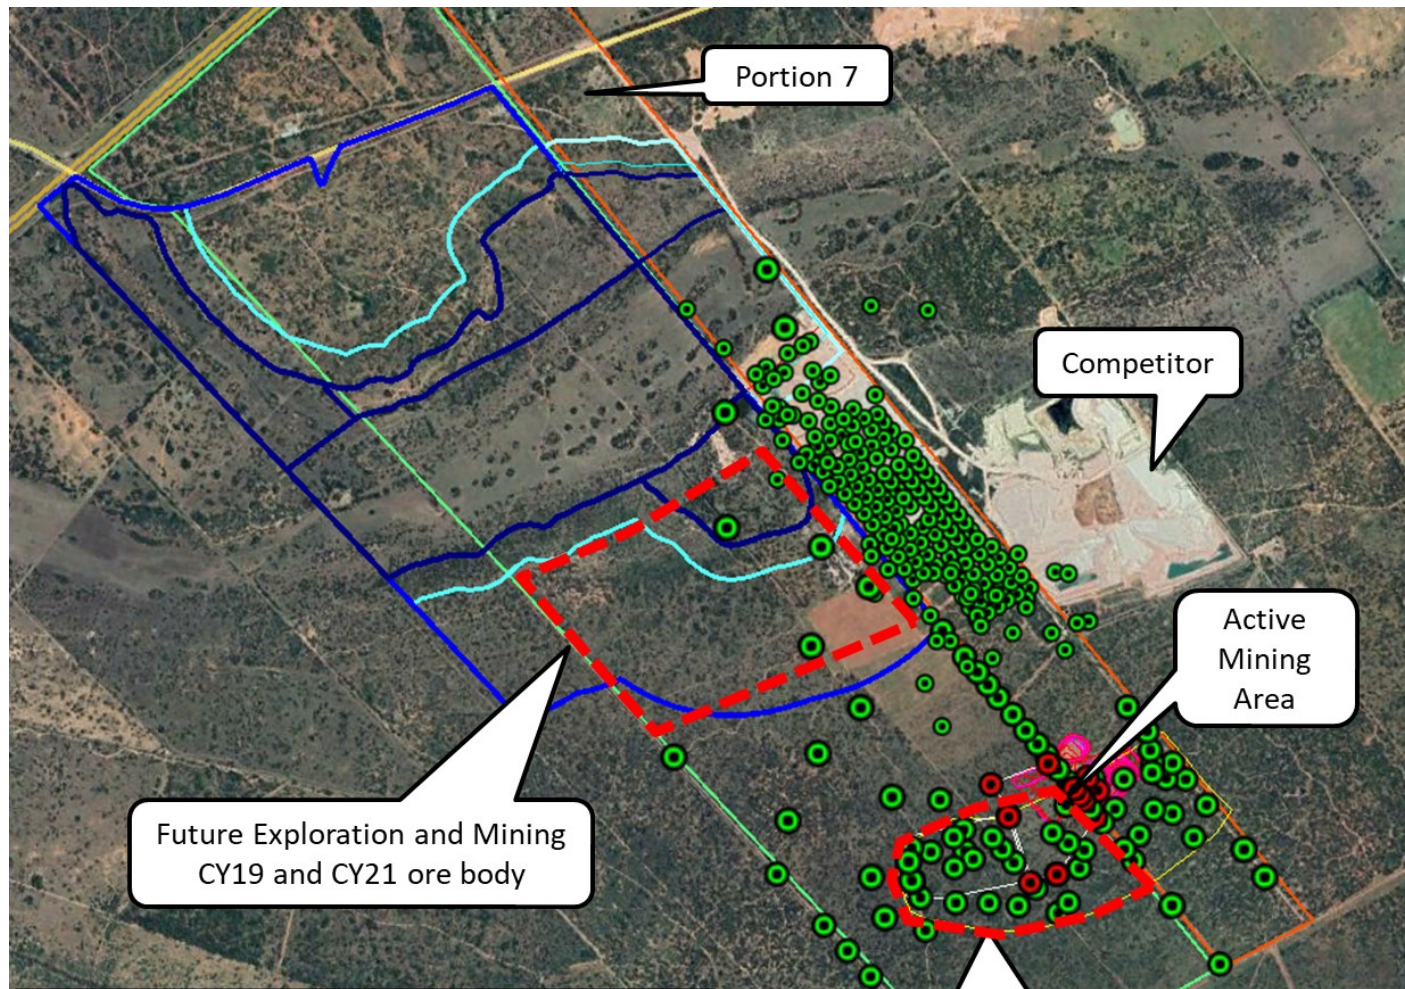 Portion 7
Competitor
Active
Mining
Area
Future Exploration and Mining
CY19 and CY21 ore body